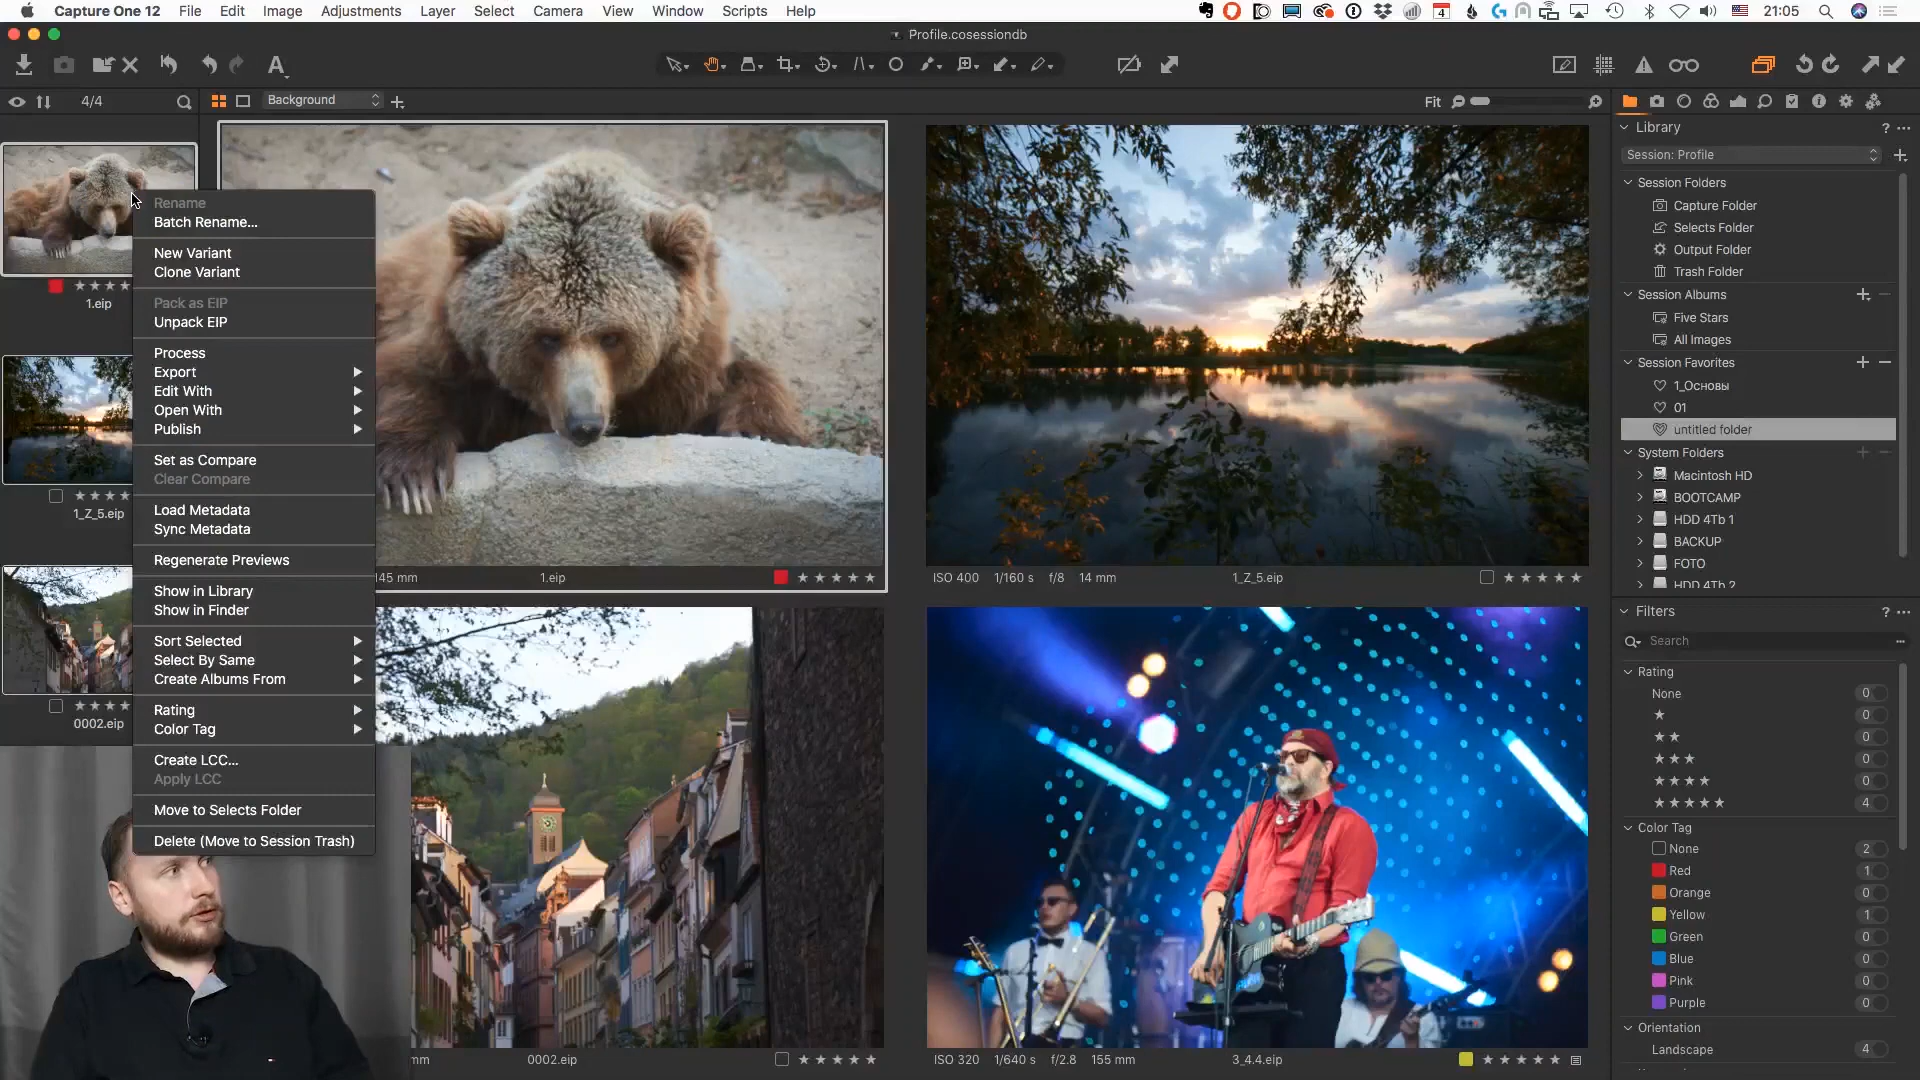 Capture One 12 File Edit Image Adjustments Layer Select Camera View Window Scripts Help 4 21:05
Profile.cosessiondb
4/4 Background Fit
1.eip
1_Z_5.eip
0002.eip
Rename
Batch Rename...
New Variant
Clone Variant
Pack as EIP
Unpack EIP
Process
Export
Edit With
Open With
Publish
Set as Compare
Clear Compare
Load Metadata
Sync Metadata
Regenerate Previews
Show in Library
Show in Finder
Sort Selected
Select By Same
Create Albums From
Rating
Color Tag
Create LCC...
Apply LCC
Move to Selects Folder
Delete (Move to Session Trash)
145 mm 1.eip
ISO 400 1/160 s f/8 14 mm 1_Z_5.eip
mm 0002.eip
ISO 320 1/640 s f/2.8 155 mm 3_4.4.eip
Library ?
Session: Profile
Session Folders
Capture Folder
Selects Folder
Output Folder
Trash Folder
Session Albums
Five Stars
All Images
Session Favorites
1_Основы
01
untitled folder
System Folders
Macintosh HD
BOOTCAMP
HDD 4Tb 1
BACKUP
FOTO
HDD 4Tb 2
Filters ?
Search
Rating
None 0
0
0
0
0
4
Color Tag
None 2
Red 1
Orange 0
Yellow 1
Green 0
Blue 0
Pink 0
Purple 0
Orientation
Landscape 4